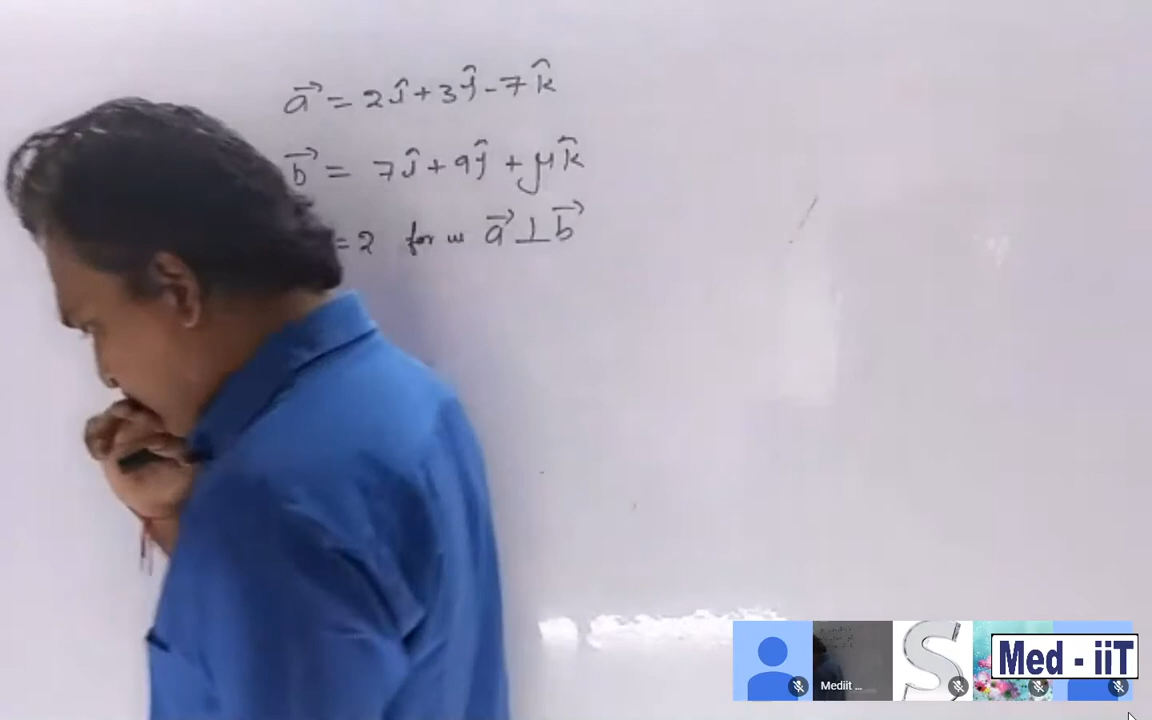 a⃗ = 2î + 3ĵ - 7k̂
b⃗ = 7î + 9ĵ + μk̂
= 2 for w a⃗ ⊥ b⃗
Mediit ...
S
Med - iiT